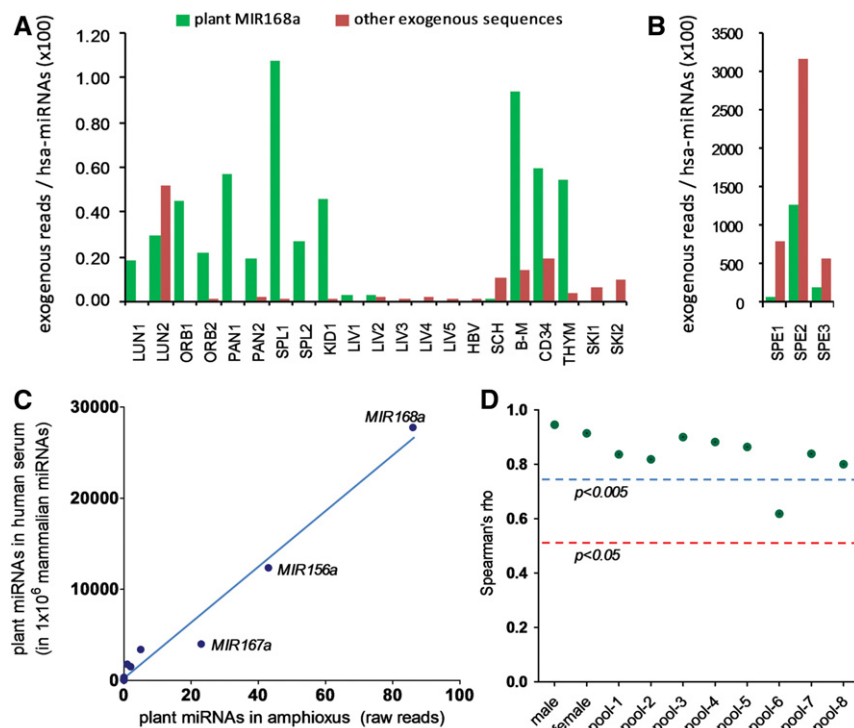 A
plant MIR168a
other exogenous sequences
exogenous reads / hsa-miRNAs (x100)
1.20
1.00
0.80
0.60
0.40
0.20
0.00
LUN1
LUN2
ORB1
ORB2
PAN1
PAN2
SPL1
SPL2
KID1
LIV1
LIV2
LIV3
LIV4
LIV5
HBV
SCH
B-M
CD34
THYM
SKI1
SKI2
B
exogenous reads / hsa-miRNAs (x100)
3500
3000
2500
2000
1500
1000
500
0
SPE1
SPE2
SPE3
C
plant miRNAs in human serum
(in 1x10⁶ mammalian miRNAs)
30000
20000
10000
0
MIR168a
MIR156a
MIR167a
0 20 40 60 80 100
plant miRNAs in amphioxus (raw reads)
D
Spearman's rho
1.0
0.8
0.6
0.4
0.2
0.0
p<0.005
p<0.05
male
female
pool-1
pool-2
pool-3
pool-4
pool-5
pool-6
pool-7
pool-8